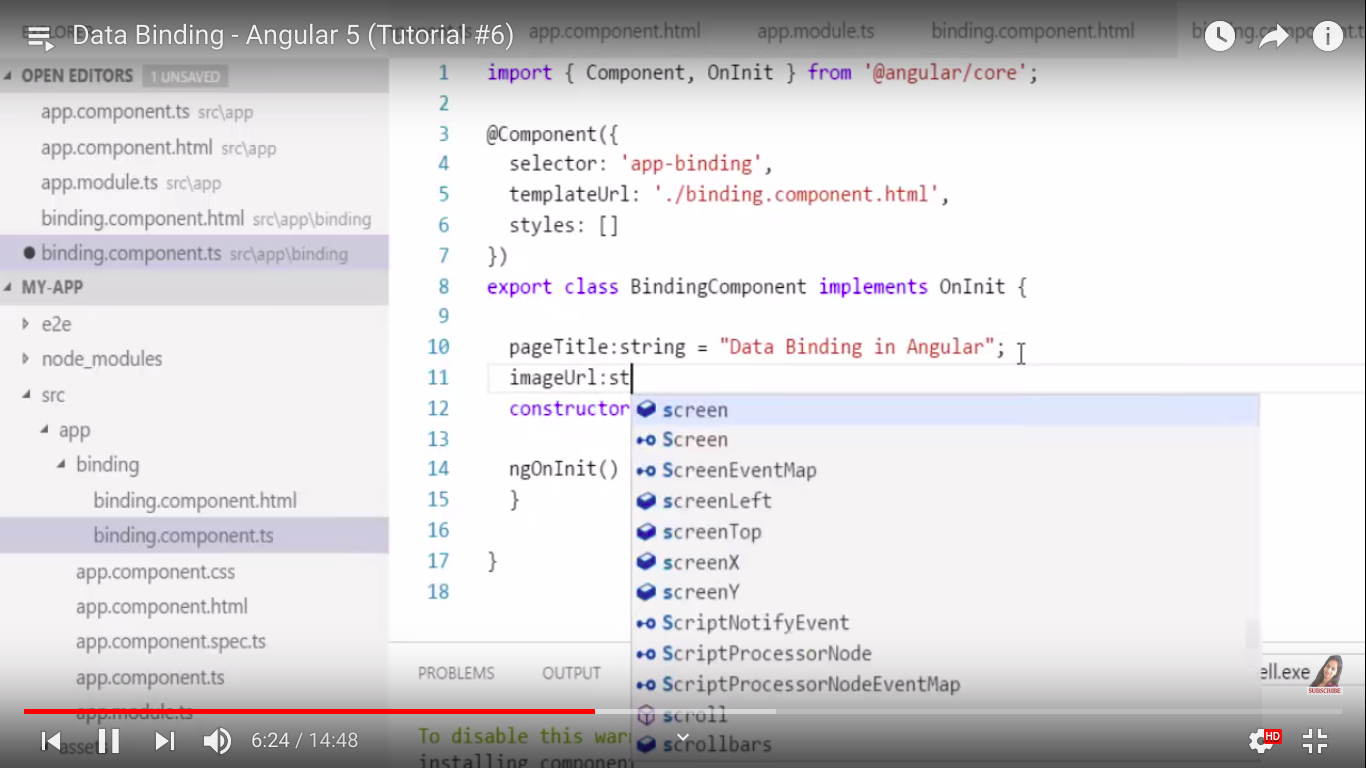 Data Binding - Angular 5 (Tutorial #6)
app.component.html
app.module.ts
binding.component.html
OPEN EDITORS 1 UNSAVED
app.component.ts src\app
app.component.html src\app
app.module.ts src\app
binding.component.html src\app\binding
binding.component.ts src\app\binding
MY-APP
e2e
node_modules
src
app
binding
binding.component.html
binding.component.ts
app.component.css
app.component.html
app.component.spec.ts
app.component.ts
app.module.ts
assets
1 import { Component, OnInit } from '@angular/core';
2
3 @Component({
4 selector: 'app-binding',
5 templateUrl: './binding.component.html',
6 styles: []
7 })
8 export class BindingComponent implements OnInit {
9
10 pageTitle:string = "Data Binding in Angular";
11 imageUrl:st
12 constructor
13
14 ngOnInit()
15 }
16
17 }
18
screen
Screen
ScreenEventMap
screenLeft
screenTop
screenX
screenY
ScriptNotifyEvent
ScriptProcessorNode
ScriptProcessorNodeEventMap
scroll
scrollbars
PROBLEMS OUTPUT
ell.exe
SUBSCRIBE
To disable this war
installing componen
6:24 / 14:48
HD